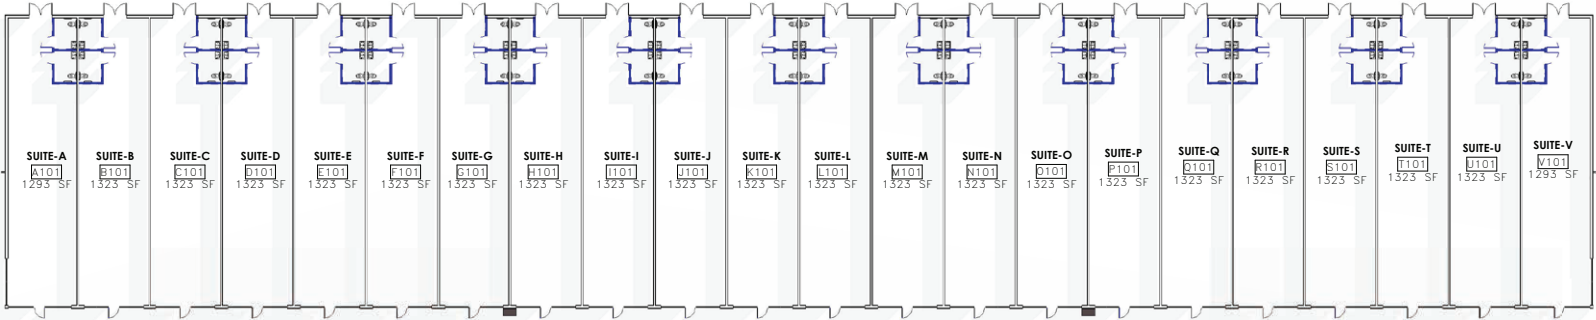 SUITE-A
A101
1293 SF
SUITE-B
B101
1323 SF
SUITE-C
C101
1323 SF
SUITE-D
D101
1323 SF
SUITE-E
E101
1323 SF
SUITE-F
F101
1323 SF
SUITE-G
G101
1323 SF
SUITE-H
H101
1323 SF
SUITE-I
I101
1323 SF
SUITE-J
J101
1323 SF
SUITE-K
K101
1323 SF
SUITE-L
L101
1323 SF
SUITE-M
M101
1323 SF
SUITE-N
N101
1323 SF
SUITE-O
O101
1323 SF
SUITE-P
P101
1323 SF
SUITE-Q
Q101
1323 SF
SUITE-R
R101
1323 SF
SUITE-S
S101
1323 SF
SUITE-T
T101
1323 SF
SUITE-U
U101
1323 SF
SUITE-V
V101
1293 SF